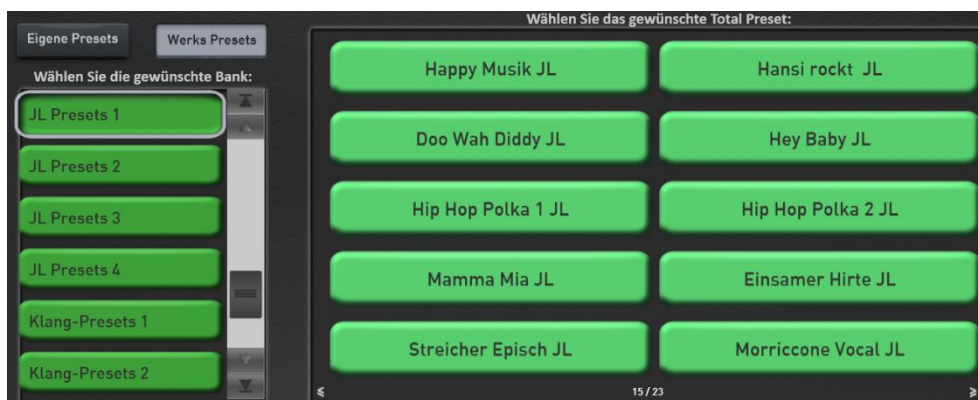 Eigene Presets
Werks Presets
Wählen Sie die gewünschte Bank:
JL Presets 1
JL Presets 2
JL Presets 3
JL Presets 4
Klang-Presets 1
Klang-Presets 2
Wählen Sie das gewünschte Total Preset:
Happy Musik JL
Hansi rockt JL
Doo Wah Diddy JL
Hey Baby JL
Hip Hop Polka 1 JL
Hip Hop Polka 2 JL
Mamma Mia JL
Einsamer Hirte JL
Streicher Episch JL
Morriccone Vocal JL
15/23